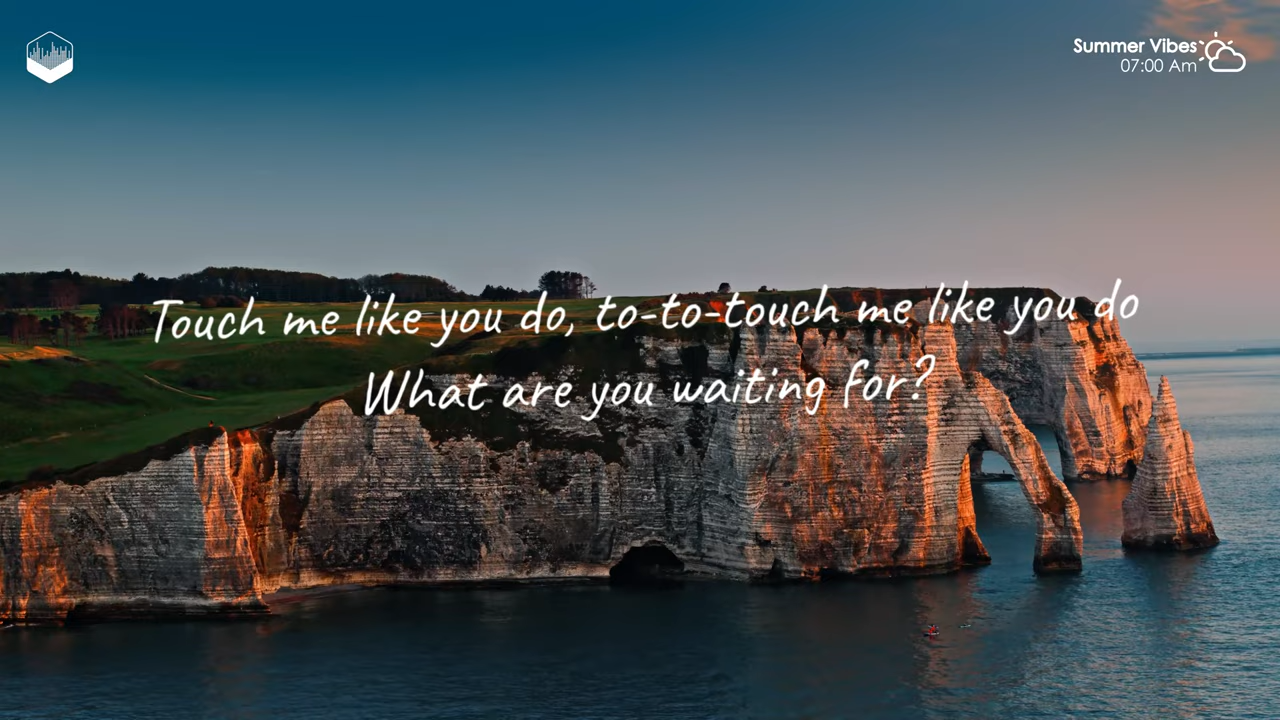 Summer Vibes
07:00 Am
Touch me like you do, to-to-touch me like you do
What are you waiting for?